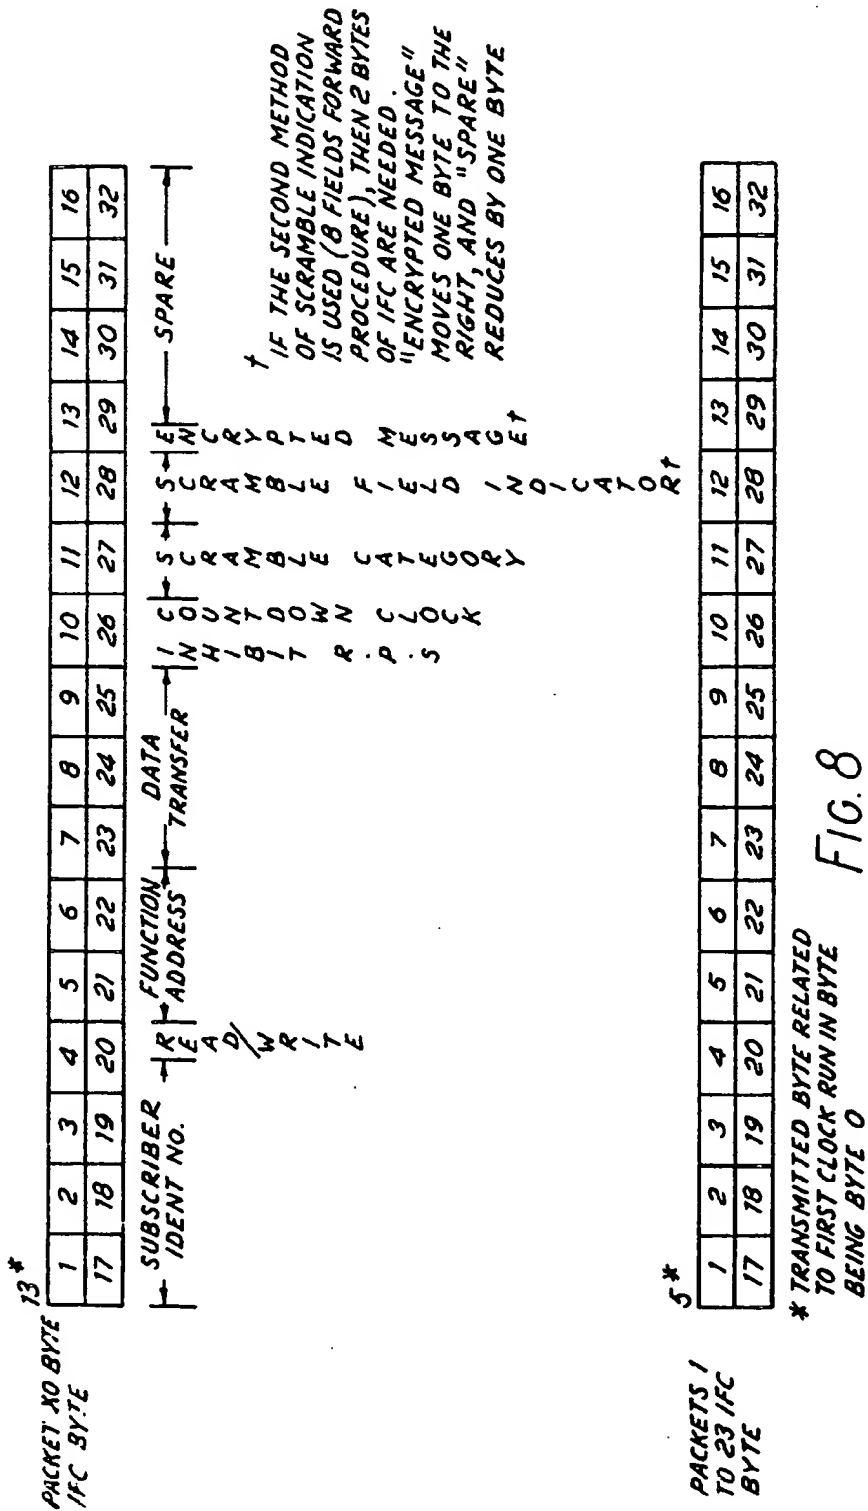 13*
PACKET X0 BYTE
IFC BYTE
1 2 3 4 5 6 7 8 9 10 11 12 13 14 15 16
17 18 19 20 21 22 23 24 25 26 27 28 29 30 31 32
SUBSCRIBER
IDENT NO.
READ/WRITE
FUNCTION
ADDRESS
DATA
TRANSFER
INHIBIT R.P.S
COUNTDOWN CLOCK
SCRAMBLE CATEGORY
SCRAMBLE FIELD INDICATOR†
ENCRYPTED MESSAGE†
SPARE
† IF THE SECOND METHOD
OF SCRAMBLE INDICATION
IS USED (8 FIELDS FORWARD
PROCEDURE), THEN 2 BYTES
OF IFC ARE NEEDED.
"ENCRYPTED MESSAGE"
MOVES ONE BYTE TO THE
RIGHT, AND "SPARE"
REDUCES BY ONE BYTE
5*
PACKETS 1
TO 23 IFC
BYTE
1 2 3 4 5 6 7 8 9 10 11 12 13 14 15 16
17 18 19 20 21 22 23 24 25 26 27 28 29 30 31 32
* TRANSMITTED BYTE RELATED
TO FIRST CLOCK RUN IN BYTE
BEING BYTE 0
FIG. 8